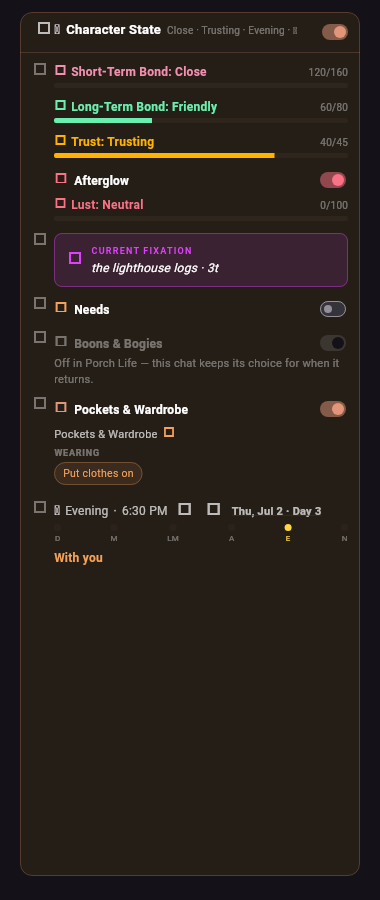 Character State Close · Trusting · Evening ·
Short-Term Bond: Close 120/160
Long-Term Bond: Friendly 60/80
Trust: Trusting 40/45
Afterglow
Lust: Neutral 0/100
CURRENT FIXATION
the lighthouse logs · 3t
Needs
Boons & Bogies
Off in Porch Life — this chat keeps its choice for when it
returns.
Pockets & Wardrobe
Pockets & Wardrobe
WEARING
Put clothes on
Evening · 6:30 PM Thu, Jul 2 · Day 3
D M LM A E N
With you